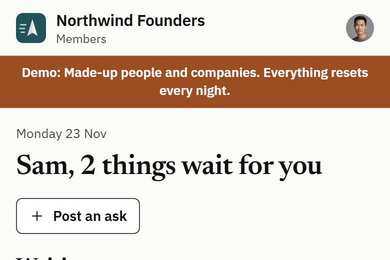 Northwind Founders
Members
Demo: Made-up people and companies. Everything resets
every night.
Monday 23 Nov
Sam, 2 things wait for you
+ Post an ask